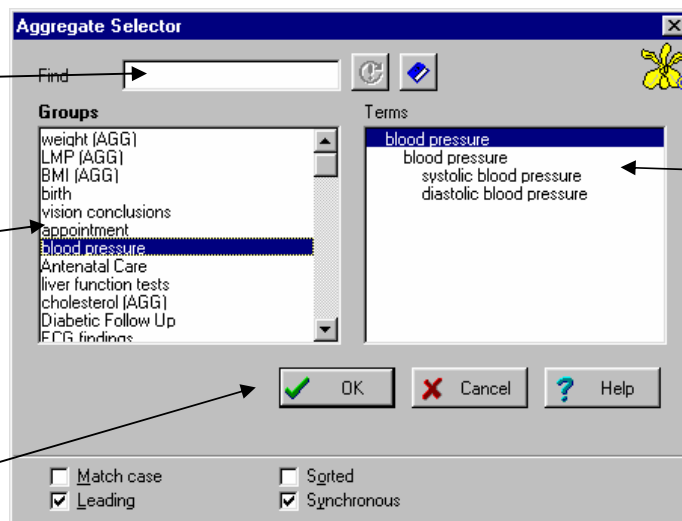 Aggregate Selector
Find
Groups
Terms
weight (AGG)
LMP (AGG)
BMI (AGG)
birth
vision conclusions
appointment
blood pressure
Antenatal Care
liver function tests
cholesterol (AGG)
Diabetic Follow Up
ECG findings
blood pressure
blood pressure
systolic blood pressure
diastolic blood pressure
OK
Cancel
? Help
Match case
Sorted
Leading
Synchronous